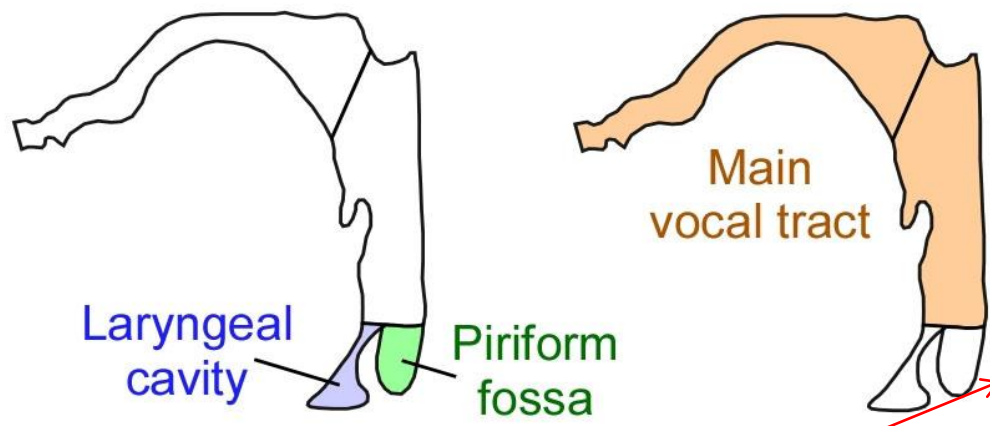 Main
vocal tract
Laryngeal
cavity
Piriform
fossa